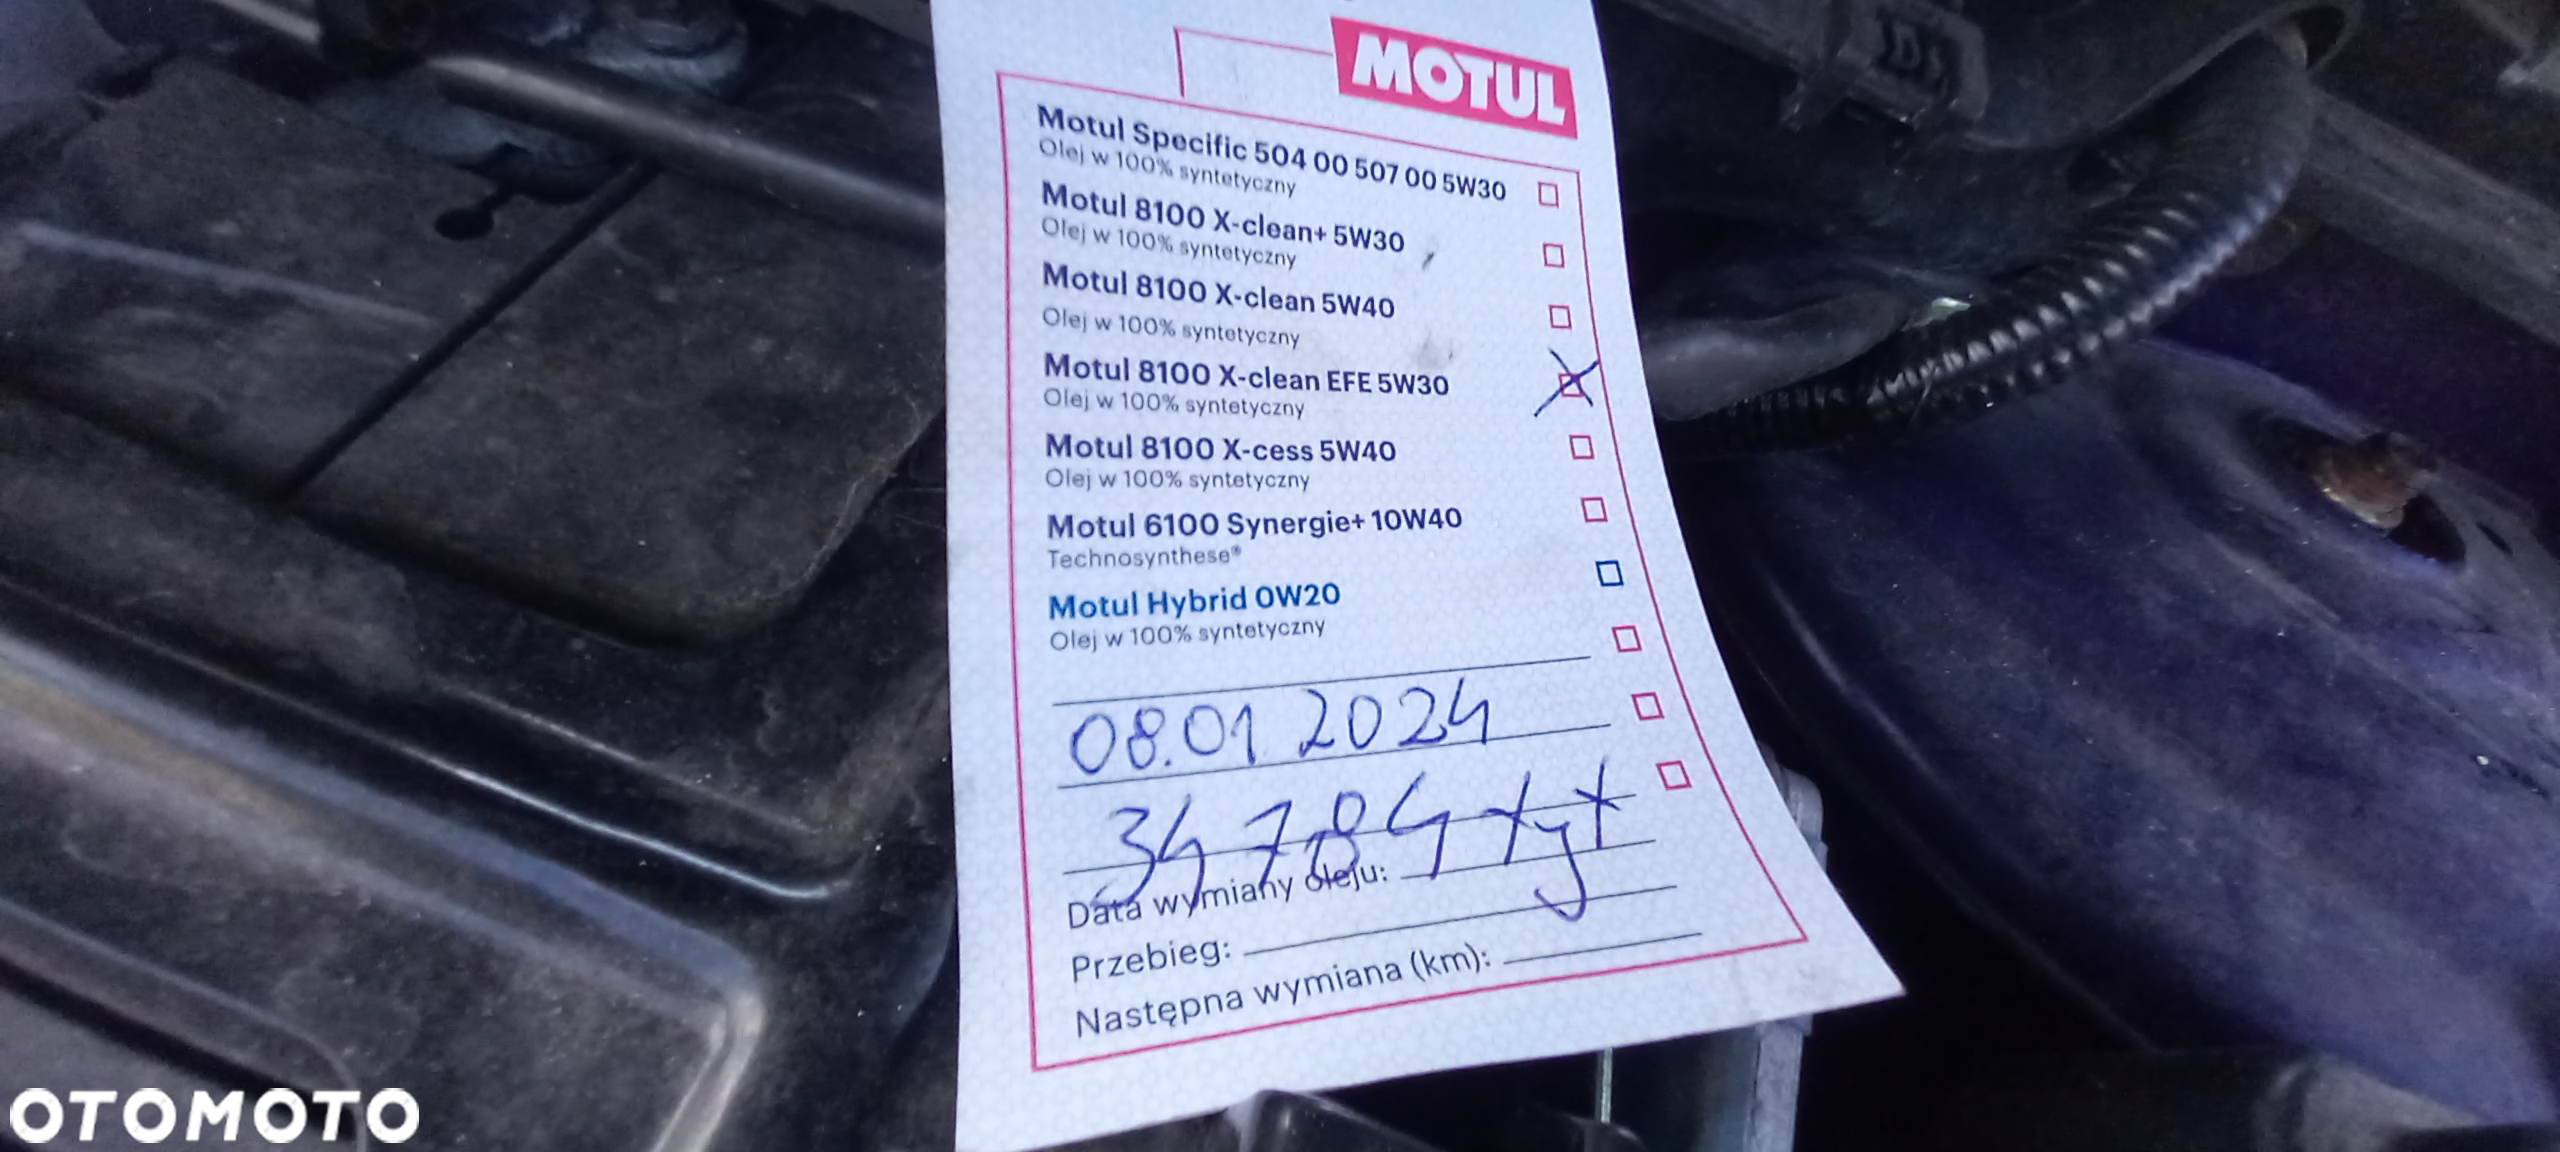 MOTUL
Motul Specific 504 00 507 00 5W30
Olej w 100% syntetyczny
Motul 8100 X-clean+ 5W30
Olej w 100% syntetyczny
Motul 8100 X-clean 5W40
Olej w 100% syntetyczny
Motul 8100 X-clean EFE 5W30
Olej w 100% syntetyczny
Motul 8100 X-cess 5W40
Olej w 100% syntetyczny
Motul 6100 Synergie+ 10W40
Technosynthese®
Motul Hybrid 0W20
Olej w 100% syntetyczny
08.01.2024
34784 tyt
Data wymiany oleju:
Przebieg:
Następna wymiana (km):
OTOMOTO